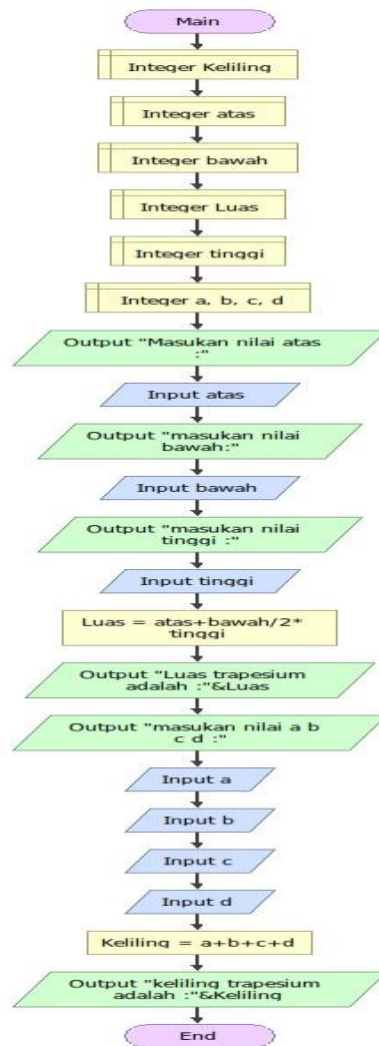 Main
Integer Keliling
Integer atas
Integer bawah
Integer Luas
Integer tinggi
Integer a, b, c, d
Output "Masukan nilai atas
:"
Input atas
Output "masukan nilai
bawah:"
Input bawah
Output "masukan nilai
tinggi :"
Input tinggi
Luas = atas+bawah/2*
tinggi
Output "Luas trapesium
adalah :"&Luas
Output "masukan nilai a b
c d :"
Input a
Input b
Input c
Input d
Keliling = a+b+c+d
Output "keliling trapesium
adalah :"&Keliling
End